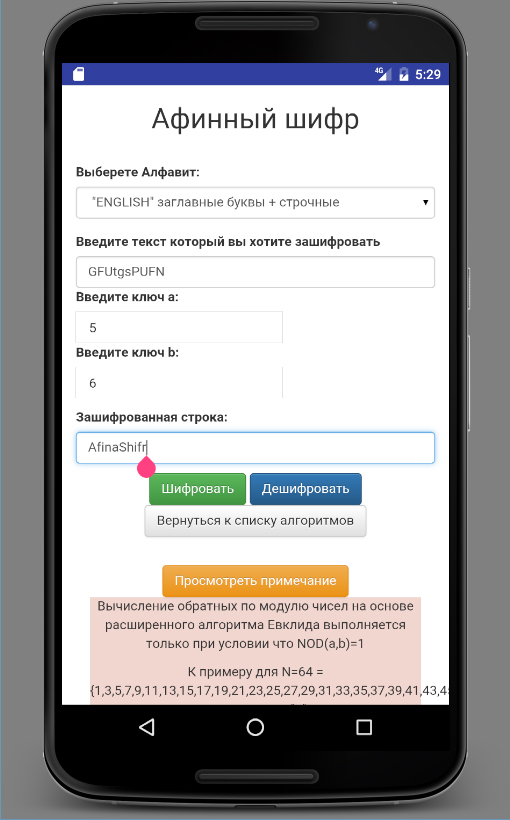 4G 5:29
Афинный шифр
Выберете Алфавит:
"ENGLISH" заглавные буквы + строчные
Введите текст который вы хотите зашифровать
GFUtgsPUFN
Введите ключ a:
5
Введите ключ b:
6
Зашифрованная строка:
AfinaShifr
Шифровать Дешифровать
Вернуться к списку алгоритмов
Просмотреть примечание
Вычисление обратных по модулю чисел на основе
расширенного алгоритма Евклида выполняется
только при условии что NOD(a,b)=1
К примеру для N=64 =
{1,3,5,7,9,11,13,15,17,19,21,23,25,27,29,31,33,35,37,39,41,43,45